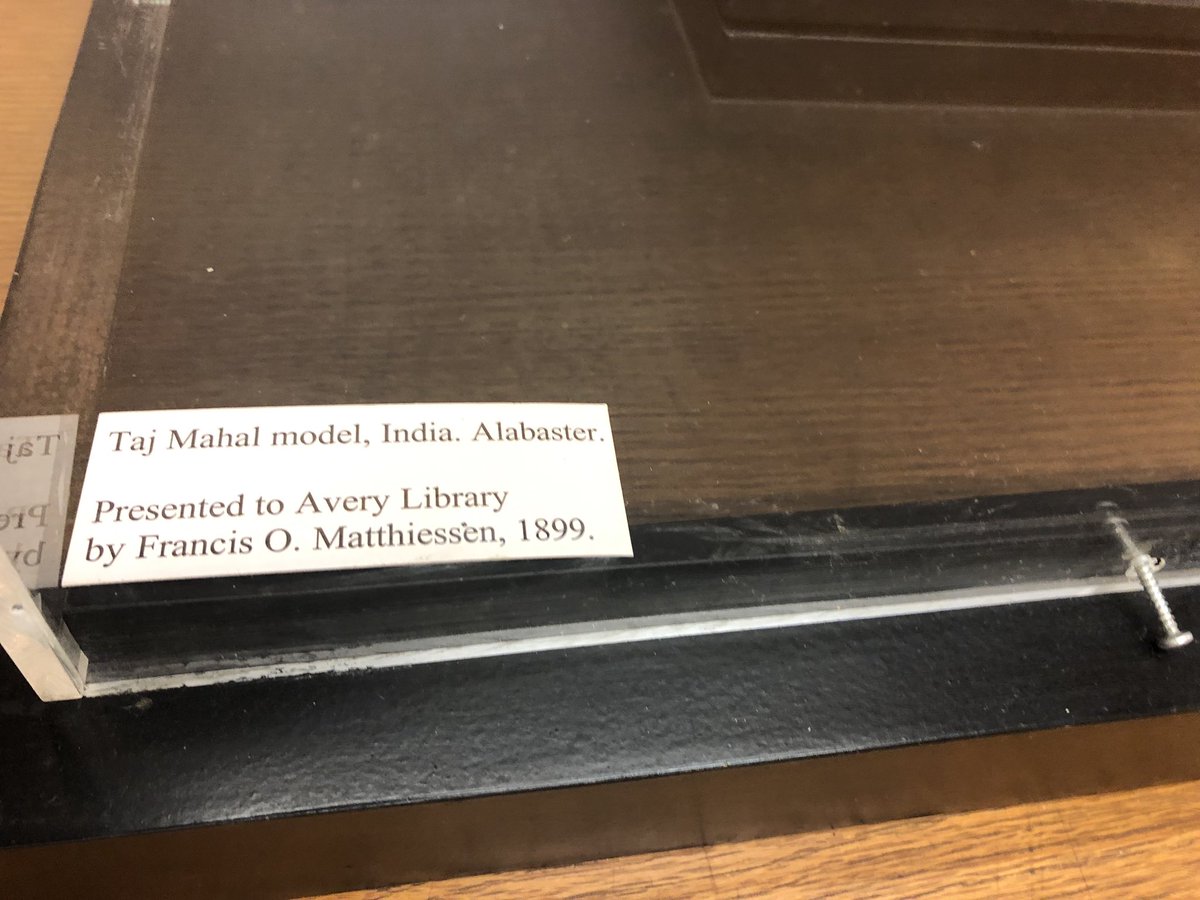 Taj Mahal model, India. Alabaster.
Presented to Avery Library
by Francis O. Matthiessen, 1899.